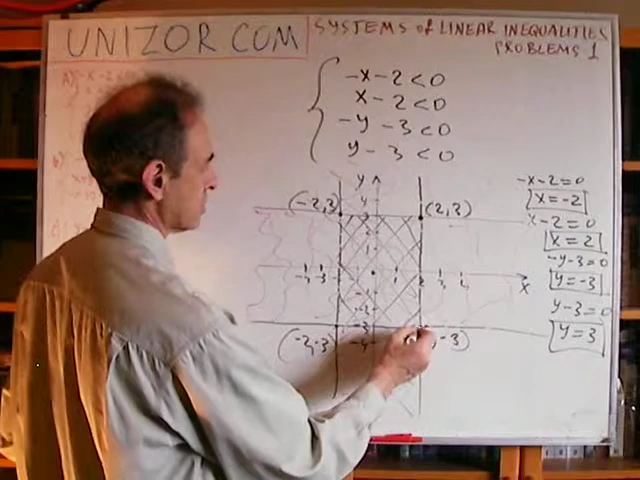 UNIZOR.COM
SYSTEMS of LINEAR INEQUALITIES
PROBLEMS 1
-x-2<0
x-2<0
-y-3<0
y-3<0
y
x
(-2,3)
(2,3)
(-2,-3)
-3)
-x-2=0
x=-2
x-2=0
x=2
-y-3=0
y=-3
y-3=0
y=3